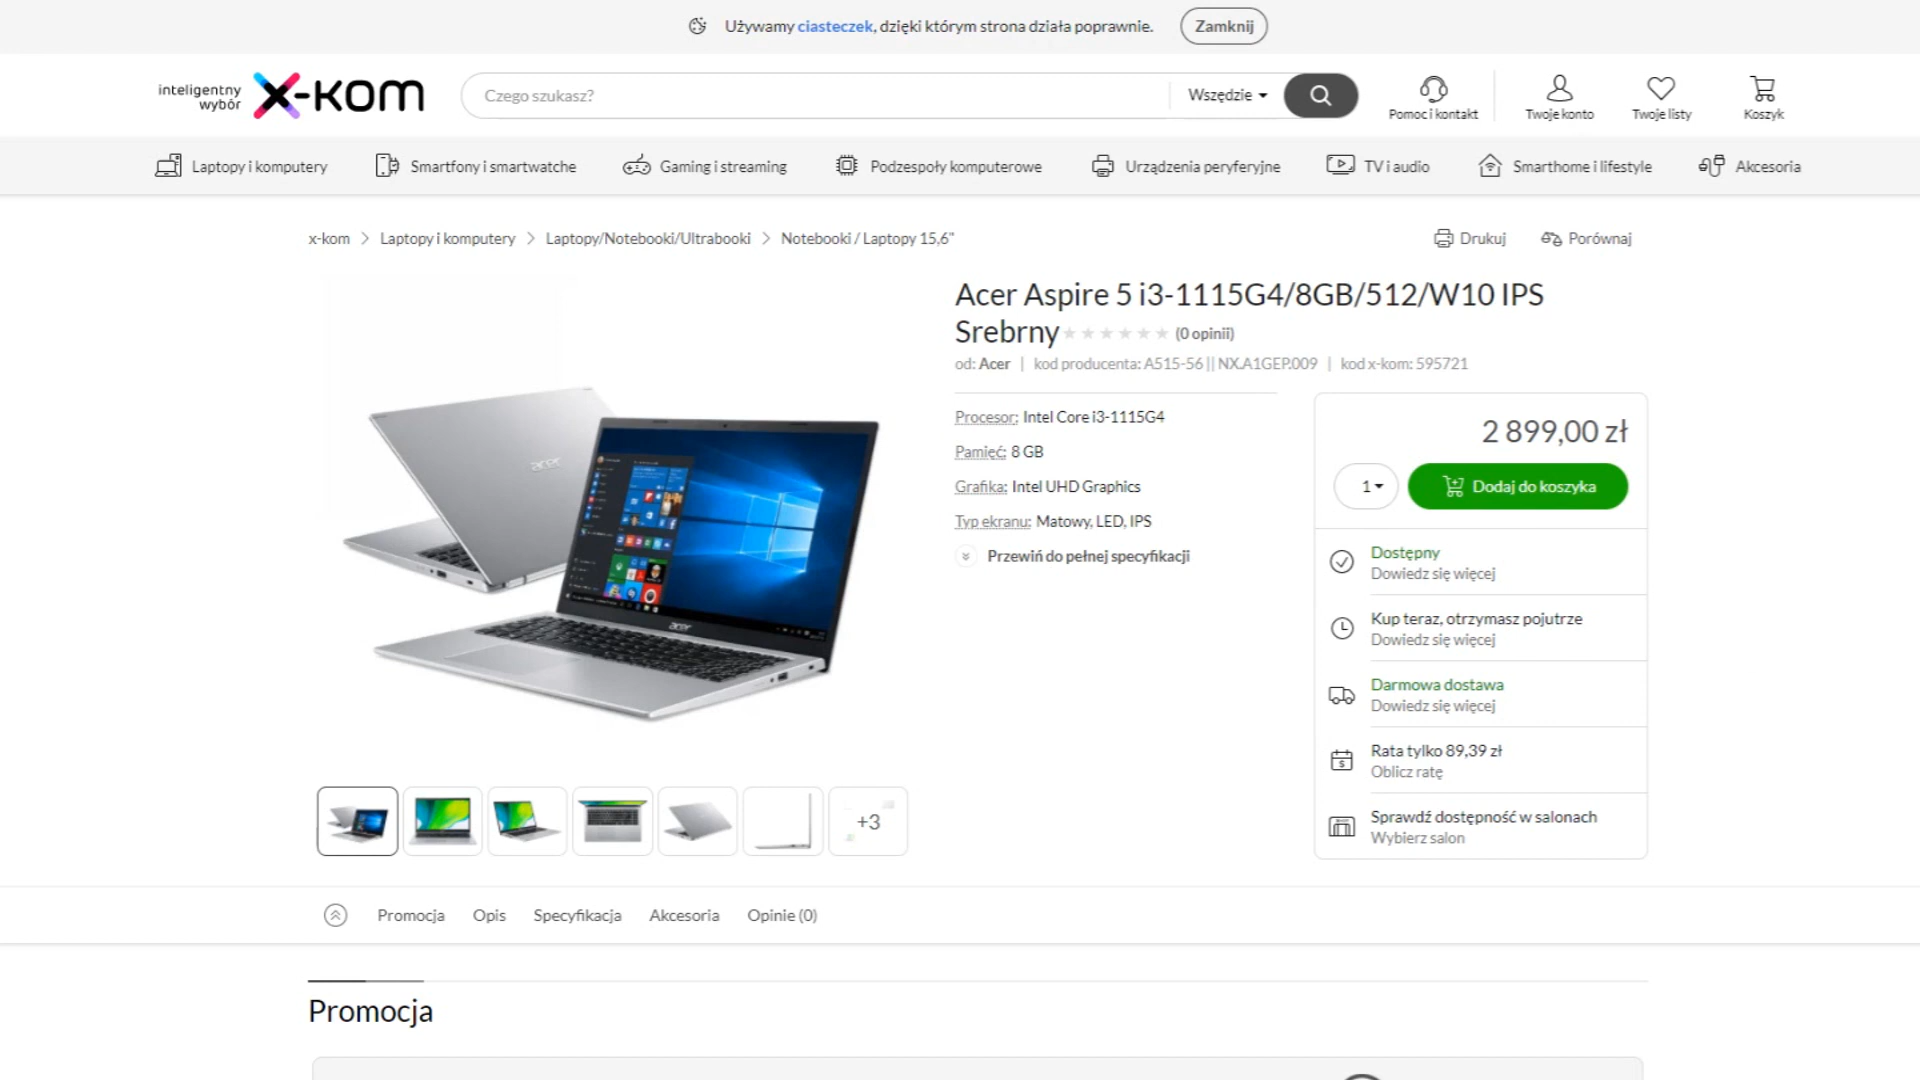 Używamy ciasteczek, dzięki którym strona działa poprawnie.
Zamknij
inteligentny
wybór
x-kom
Czego szukasz?
Wszędzie
Pomoc i kontakt
Twoje konto
Twoje listy
Koszyk
Laptopy i komputery
Smartfony i smartwatche
Gaming i streaming
Podzespoły komputerowe
Urządzenia peryferyjne
TV i audio
Smarthome i lifestyle
Akcesoria
x-kom
Laptopy i komputery
Laptopy/Notebooki/Ultrabooki
Notebooki / Laptopy 15,6"
Drukuj
Porównaj
Acer Aspire 5 i3-1115G4/8GB/512/W10 IPS
Srebrny (0 opinii)
od: Acer | kod producenta: A515-56 || NX.A1GEP.009 | kod x-kom: 595721
acer
acer
Procesor: Intel Core i3-1115G4
Pamięć: 8 GB
Grafika: Intel UHD Graphics
Typ ekranu: Matowy, LED, IPS
Przewiń do pełnej specyfikacji
2 899,00 zł
1
Dodaj do koszyka
Dostępny
Dowiedz się więcej
Kup teraz, otrzymasz pojutrze
Dowiedz się więcej
Darmowa dostawa
Dowiedz się więcej
Rata tylko 89,39 zł
Oblicz ratę
Sprawdź dostępność w salonach
Wybierz salon
+3
Promocja
Opis
Specyfikacja
Akcesoria
Opinie (0)
Promocja